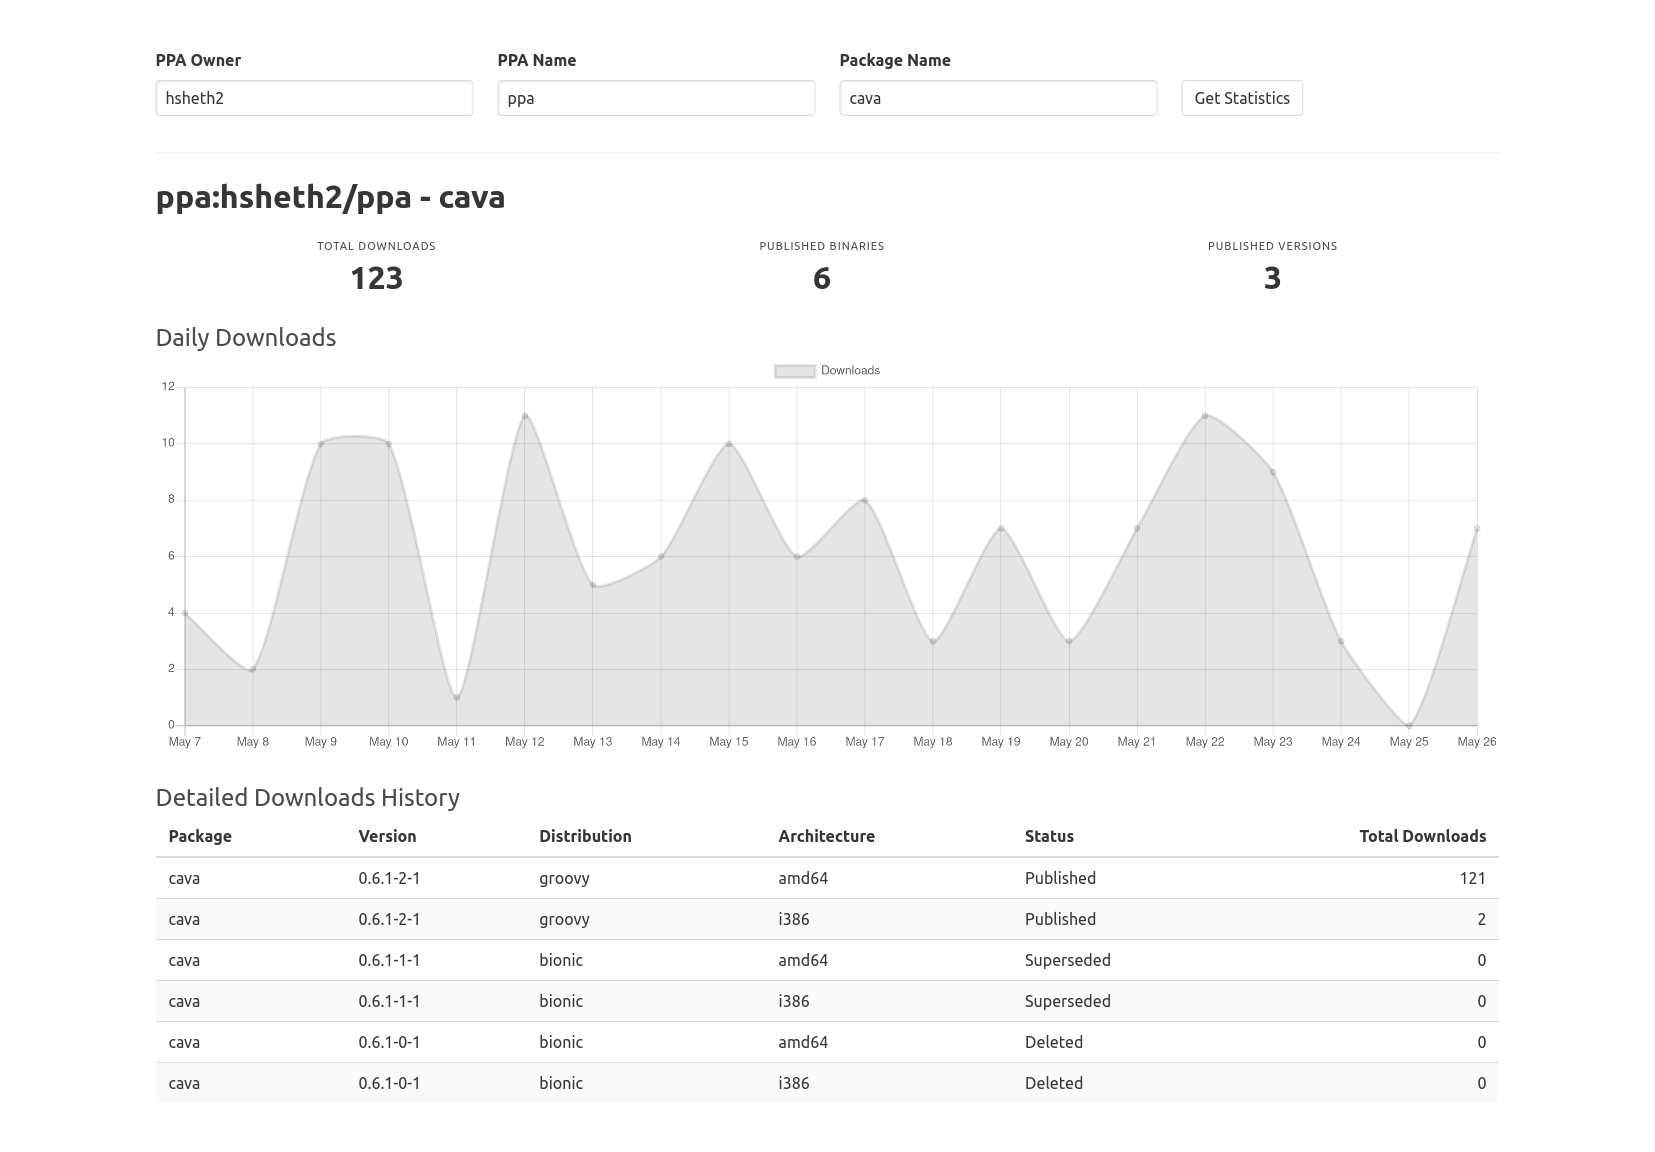 PPA Owner PPA Name Package Name
hsheth2 ppa cava Get Statistics
ppa:hsheth2/ppa - cava
TOTAL DOWNLOADS PUBLISHED BINARIES PUBLISHED VERSIONS
123 6 3
Daily Downloads
Downloads
12
10
8
6
4
2
0
May 7 May 8 May 9 May 10 May 11 May 12 May 13 May 14 May 15 May 16 May 17 May 18 May 19 May 20 May 21 May 22 May 23 May 24 May 25 May 26
Detailed Downloads History
Package Version Distribution Architecture Status Total Downloads
cava 0.6.1-2-1 groovy amd64 Published 121
cava 0.6.1-2-1 groovy i386 Published 2
cava 0.6.1-1-1 bionic amd64 Superseded 0
cava 0.6.1-1-1 bionic i386 Superseded 0
cava 0.6.1-0-1 bionic amd64 Deleted 0
cava 0.6.1-0-1 bionic i386 Deleted 0